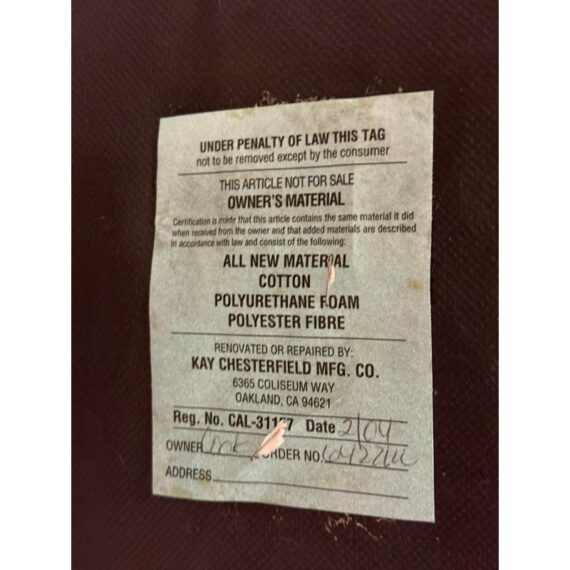 UNDER PENALTY OF LAW THIS TAG
not to be removed except by the consumer
THIS ARTICLE NOT FOR SALE
OWNER'S MATERIAL
Certification is made that this article contains the same material it did
when received from the owner and that added materials are described
in accordance with law and consist of the following:
ALL NEW MATERIAL
COTTON
POLYURETHANE FOAM
POLYESTER FIBRE
RENOVATED OR REPAIRED BY:
KAY CHESTERFIELD MFG. CO.
6365 COLISEUM WAY
OAKLAND, CA 94621
Reg. No. Date 2/04
OWNER ORDER NO.
ADDRESS